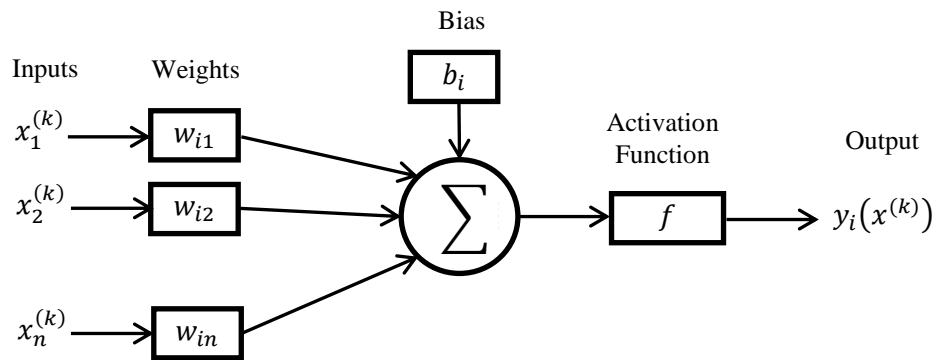 Bias
Inputs Weights
b_i
x_1^{(k)} w_{i1}
Activation
Function
Output
x_2^{(k)} w_{i2}
∑ f y_i(x^{(k)})
x_n^{(k)} w_{in}